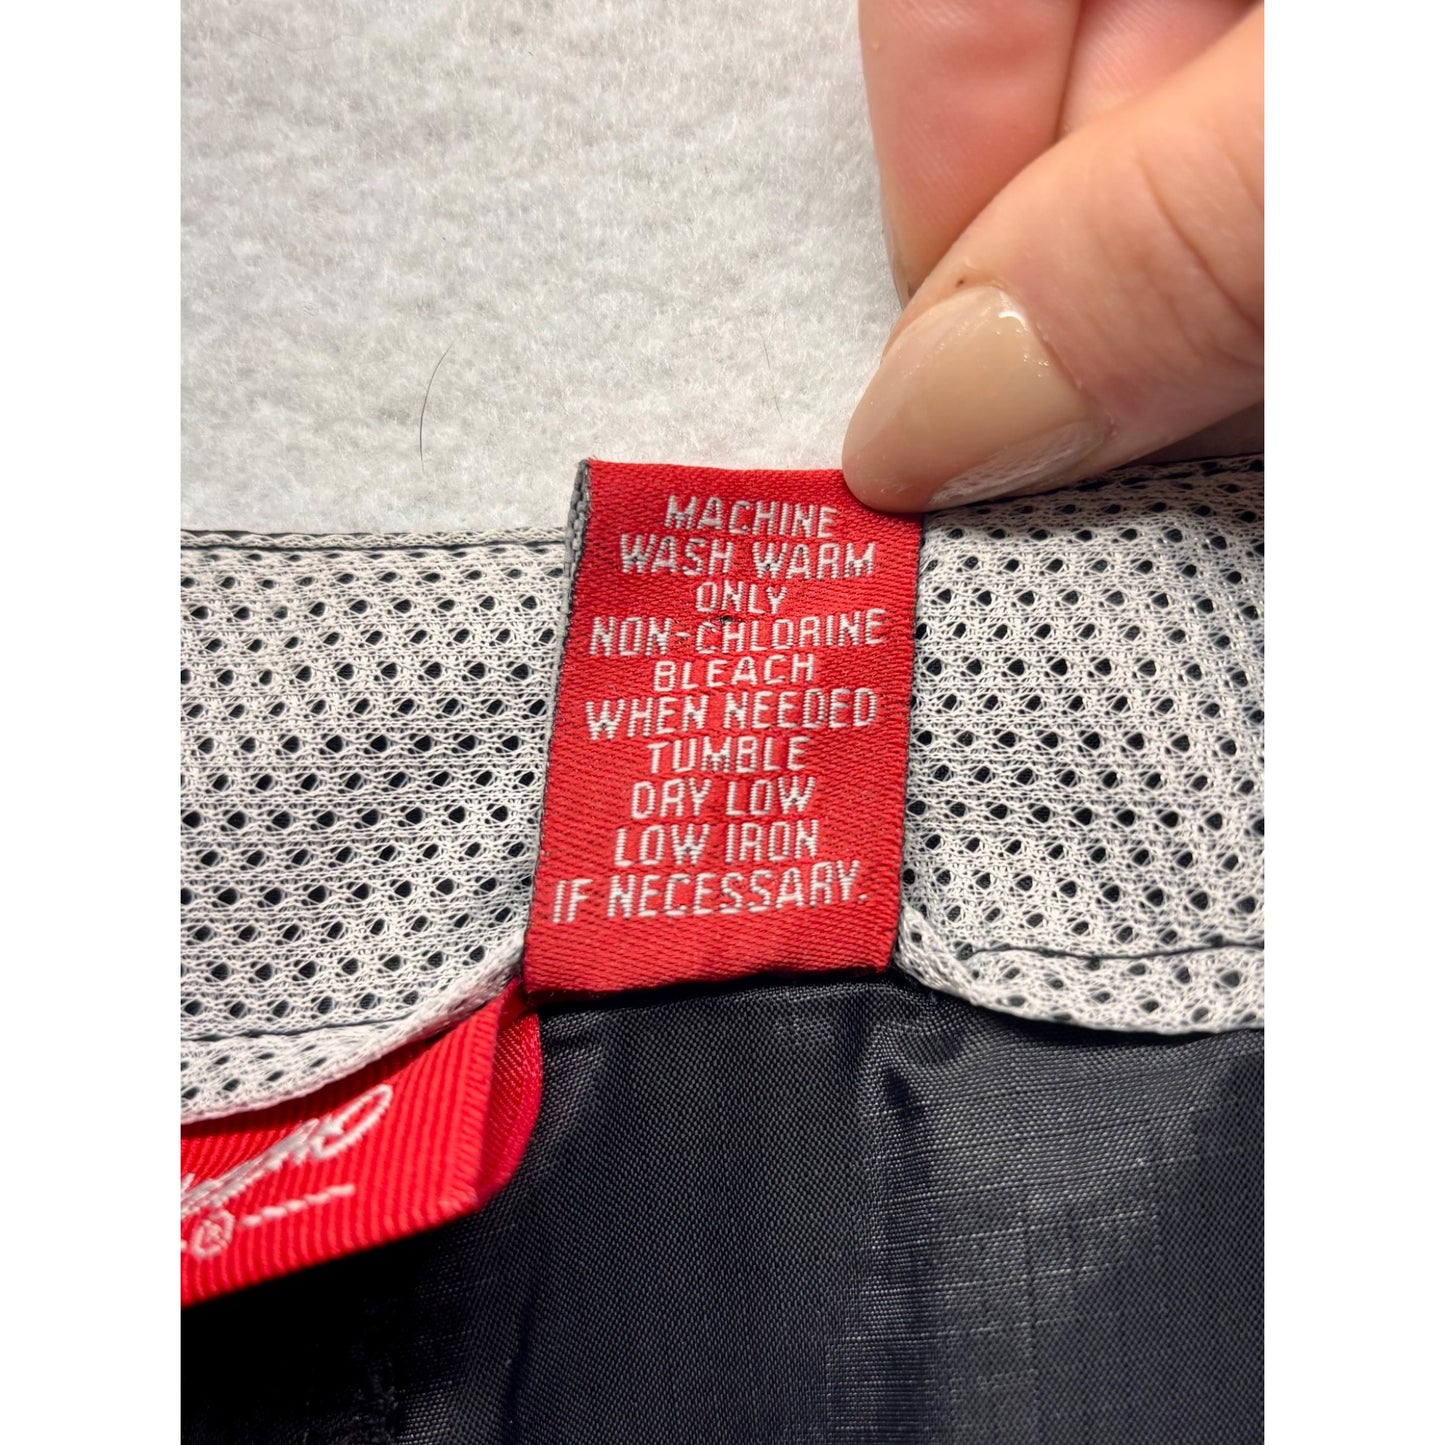 MACHINE
WASH WARM
ONLY
NON-CHLORINE
BLEACH
WHEN NEEDED
TUMBLE
DRY LOW
LOW IRON
IF NECESSARY.
®